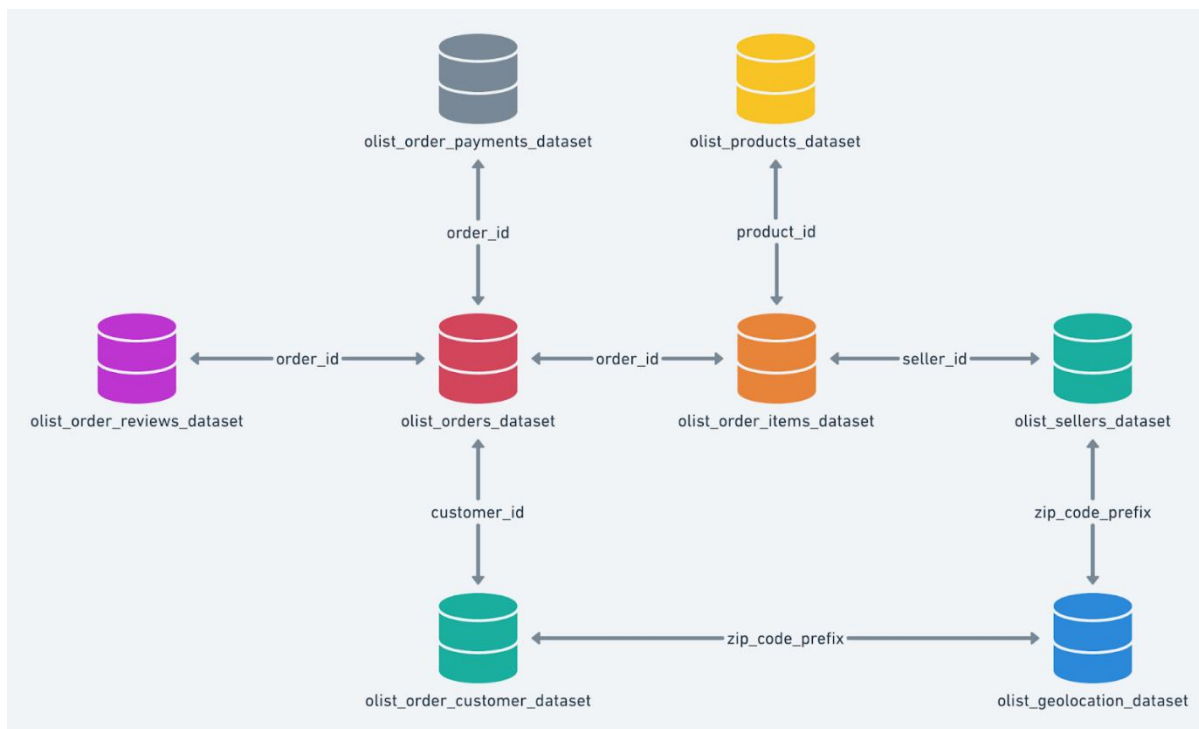 olist_order_payments_dataset
olist_products_dataset
order_id
product_id
order_id
order_id
seller_id
olist_order_reviews_dataset
olist_orders_dataset
olist_order_items_dataset
olist_sellers_dataset
customer_id
zip_code_prefix
zip_code_prefix
olist_order_customer_dataset
olist_geolocation_dataset